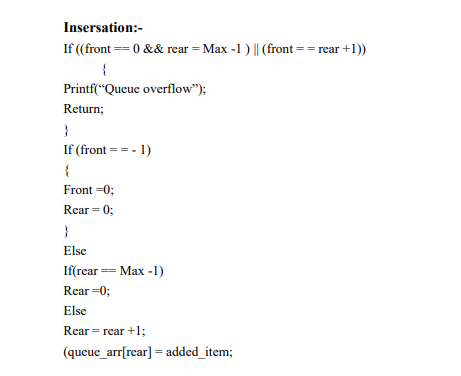 Insersation:-
If ((front == 0 && rear = Max -1 ) || (front = = rear +1))
{
Printf(“Queue overflow”);
Return;
}
If (front = = - 1)
{
Front =0;
Rear = 0;
}
Else
If(rear == Max -1)
Rear =0;
Else
Rear = rear +1;
(queue_arr[rear] = added_item;